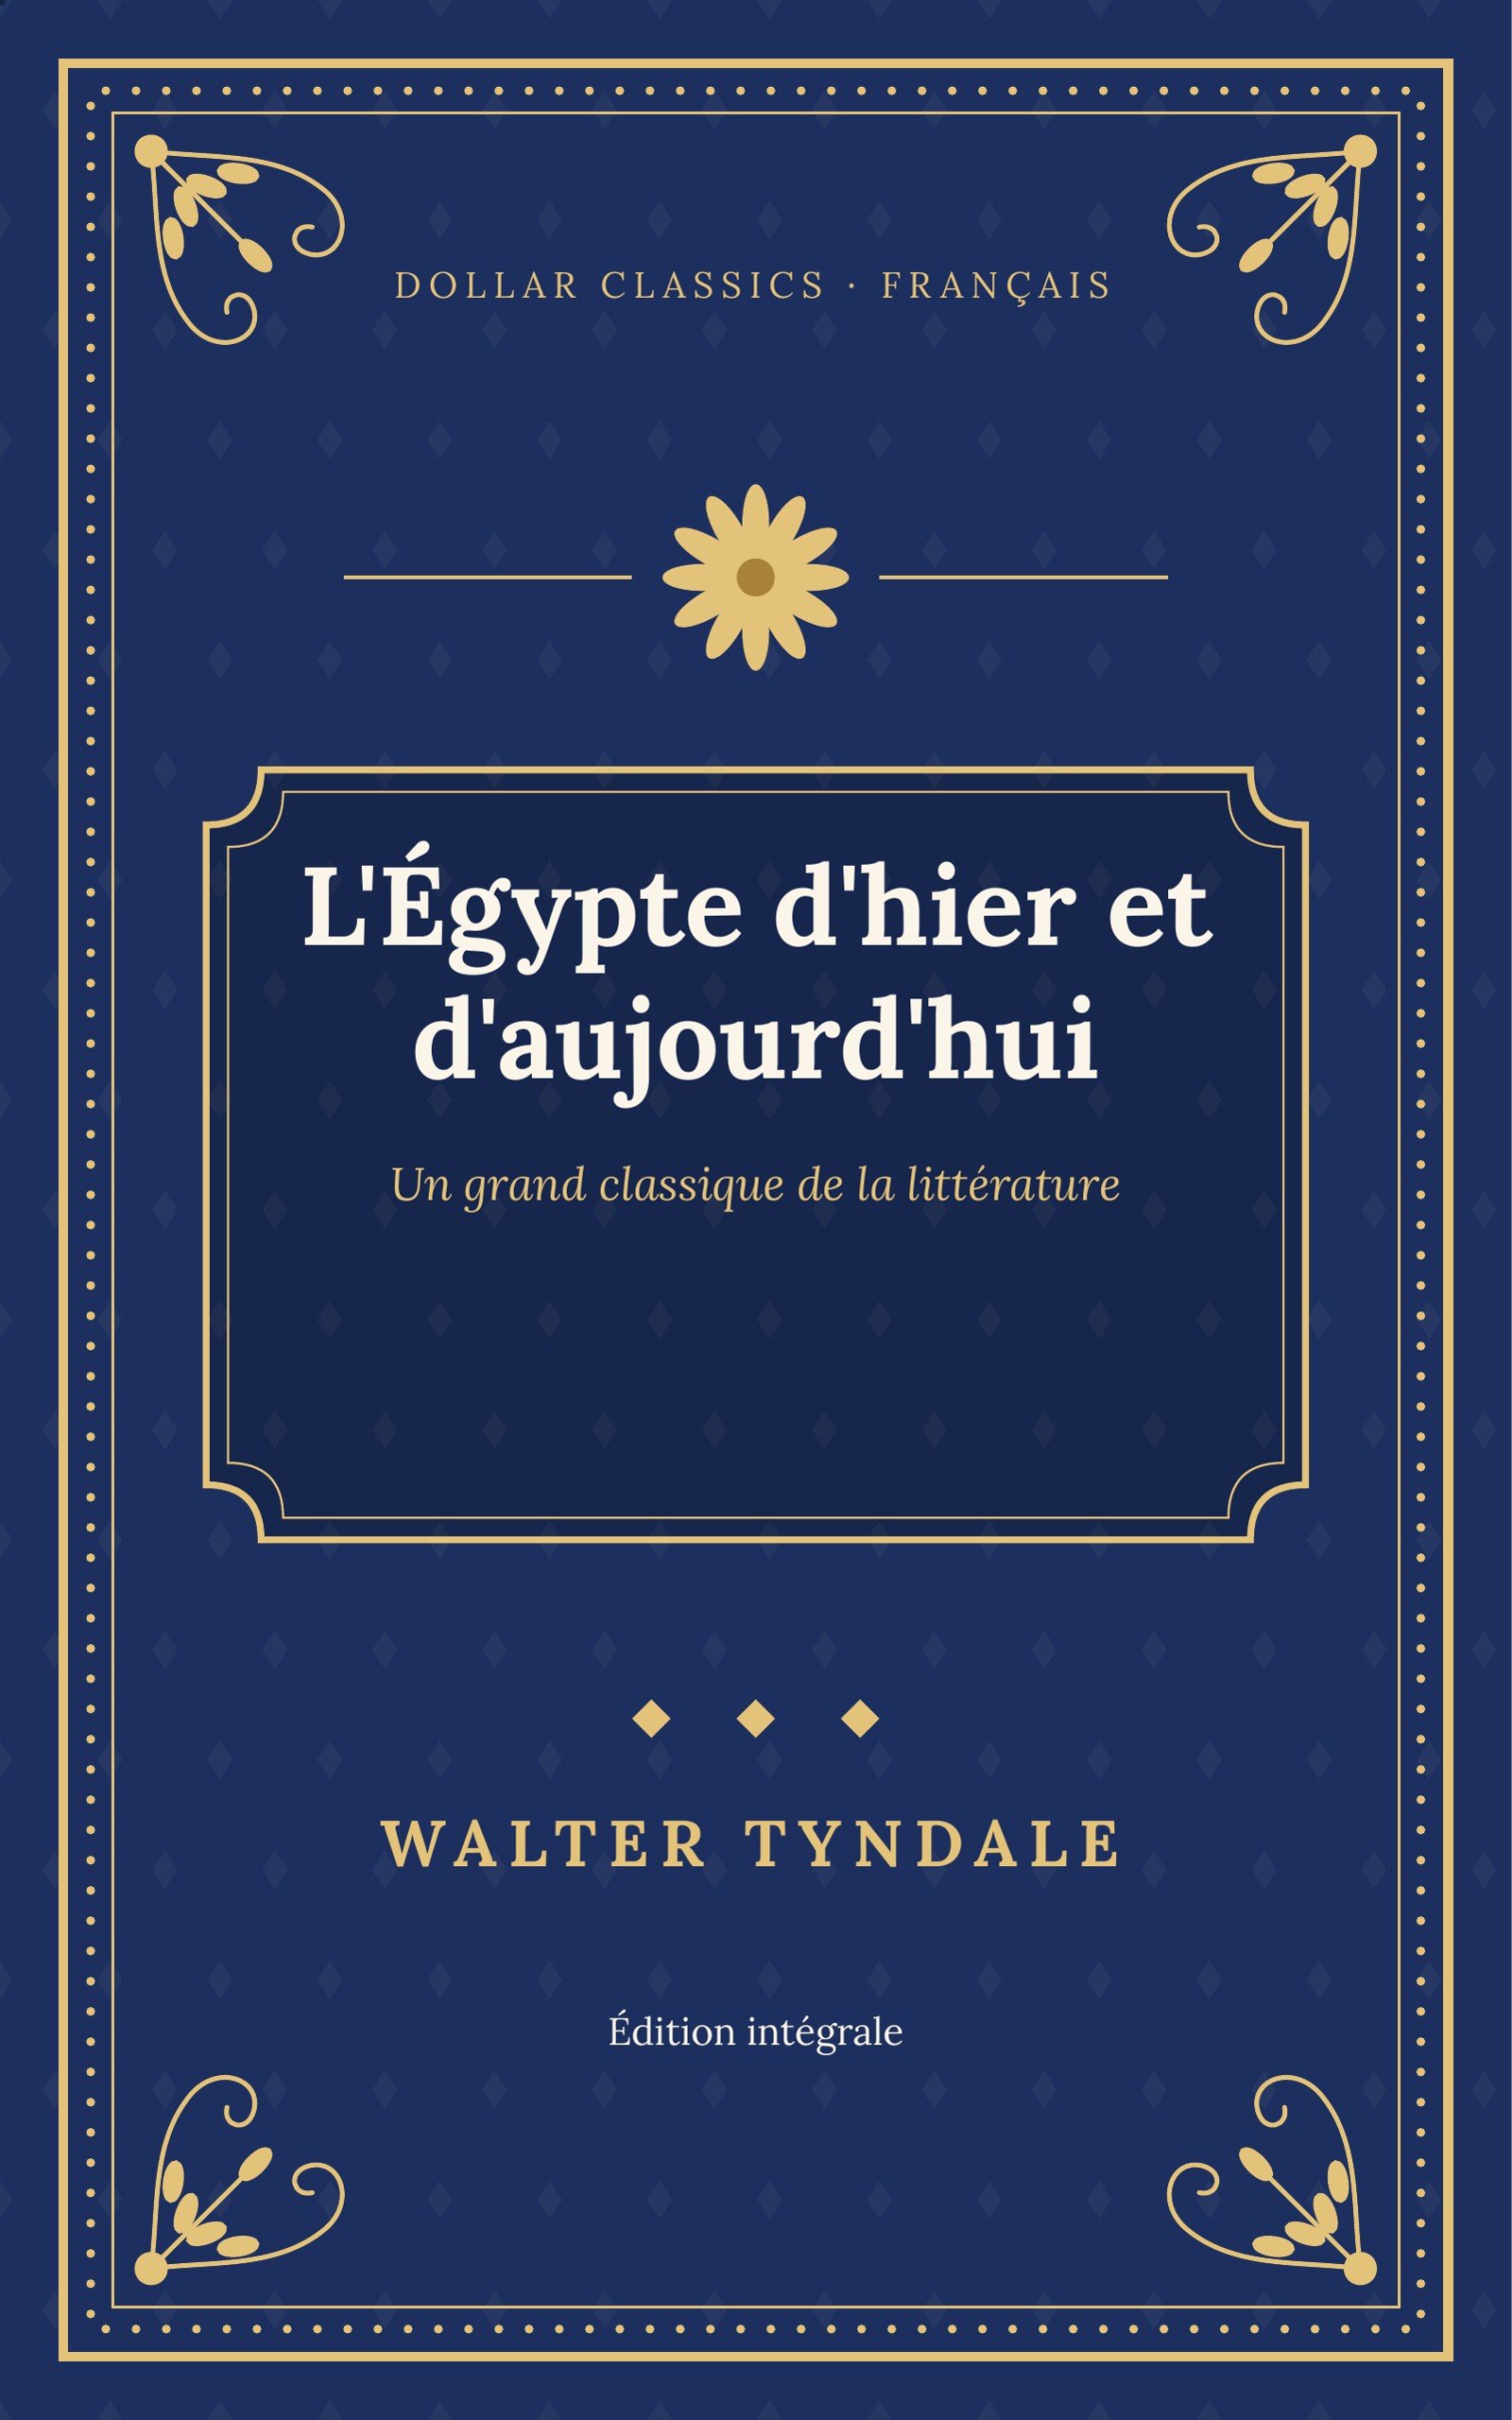 DOLLAR CLASSICS · FRANÇAIS
L'Égypte d'hier et
d'aujourd'hui
Un grand classique de la littérature
WALTER TYNDALE
Édition intégrale